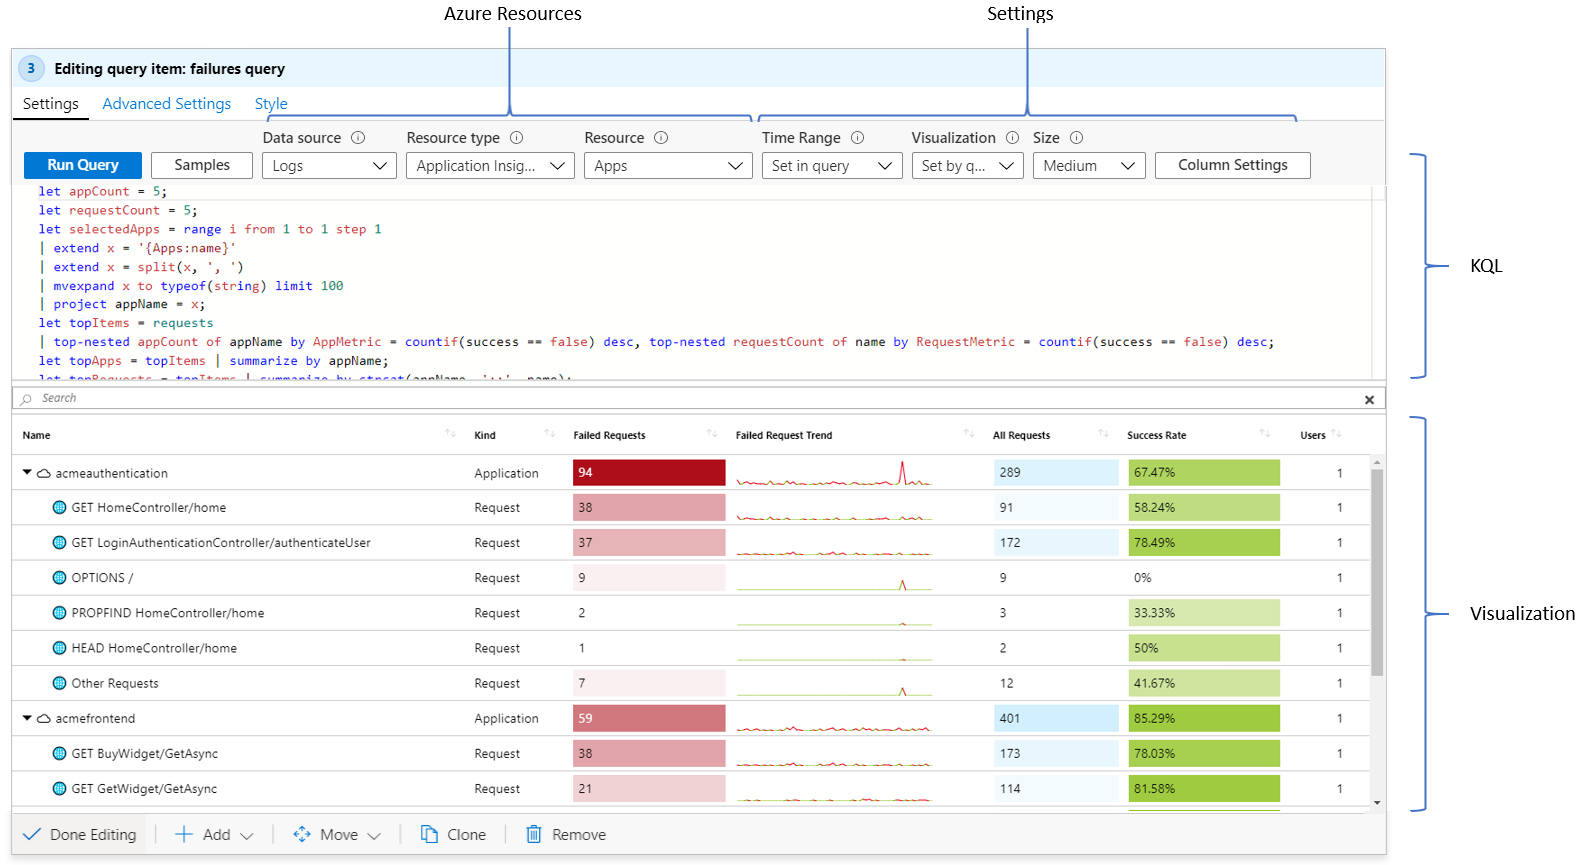 Azure Resources Settings
3 Editing query item: failures query
Settings Advanced Settings Style
Data source Resource type Resource Time Range Visualization Size
Run Query Samples Logs Application Insig... Apps Set in query Set by q... Medium Column Settings
let appCount = 5;
let requestCount = 5;
let selectedApps = range i from 1 to 1 step 1
| extend x = '{Apps:name}'
| extend x = split(x, ', ')
| mvexpand x to typeof(string) limit 100
| project appName = x;
let topItems = requests
| top-nested appCount of appName by AppMetric = countif(success == false) desc, top-nested requestCount of name by RequestMetric = countif(success == false) desc;
let topApps = topItems | summarize by appName;
let topRequests = topItems | summarize by strcat(appName, '::', name);
KQL
Search
Name Kind Failed Requests Failed Request Trend All Requests Success Rate Users
acmeauthentication Application 94 289 67.47% 1
GET HomeController/home Request 38 91 58.24% 1
GET LoginAuthenticationController/authenticateUser Request 37 172 78.49% 1
OPTIONS / Request 9 9 0% 1
PROPFIND HomeController/home Request 2 3 33.33% 1
HEAD HomeController/home Request 1 2 50% 1
Other Requests Request 7 12 41.67% 1
acmefrontend Application 59 401 85.29% 1
GET BuyWidget/GetAsync Request 38 173 78.03% 1
GET GetWidget/GetAsync Request 21 114 81.58% 1
Visualization
Done Editing Add Move Clone Remove